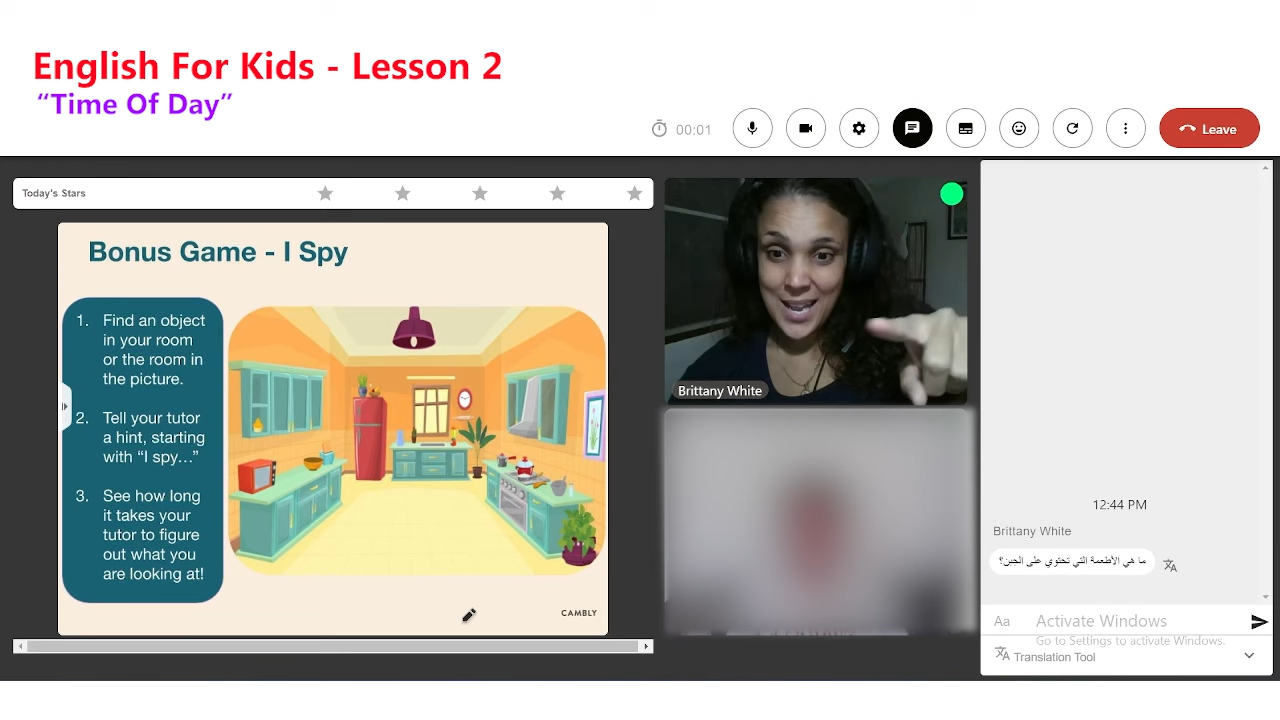 English For Kids - Lesson 2
“Time Of Day”
00:01
Leave
Today's Stars
Bonus Game - I Spy
1. Find an object
in your room
or the room in
the picture.
2. Tell your tutor
a hint, starting
with “I spy…”
3. See how long
it takes your
tutor to figure
out what you
are looking at!
CAMBLY
Brittany White
12:44 PM
Brittany White
ما هي الأطعمة التي تحتوي على الجبن؟
Aa
Activate Windows
Go to Settings to activate Windows.
Translation Tool